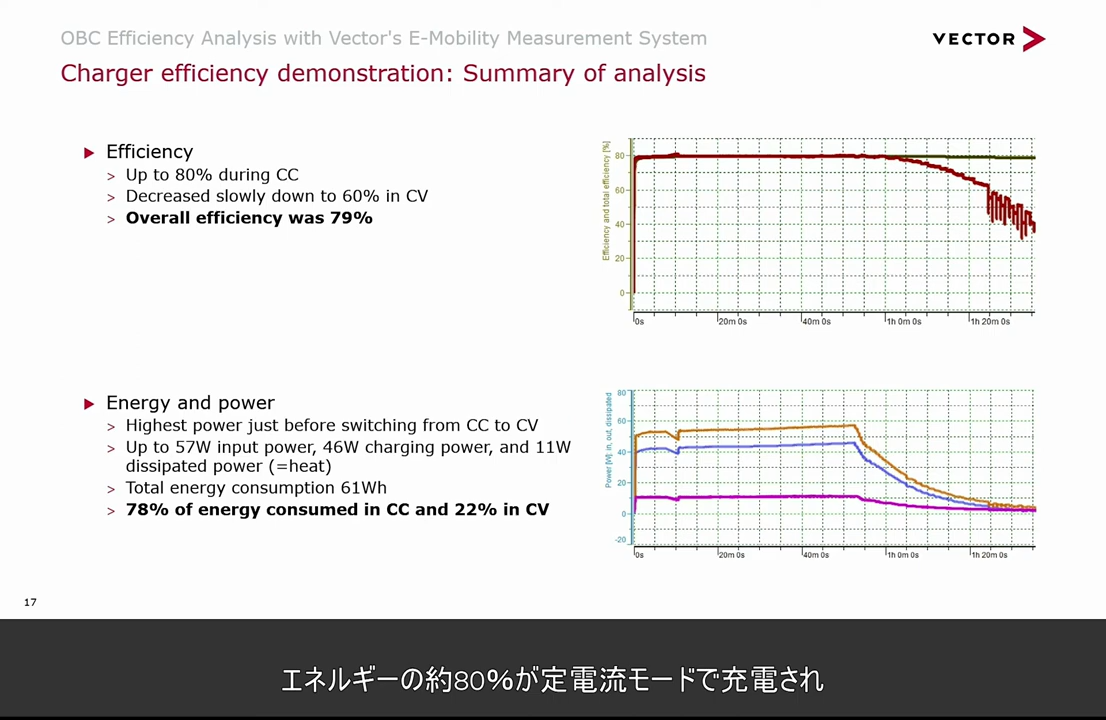 OBC Efficiency Analysis with Vector's E-Mobility Measurement System
VECTOR
Charger efficiency demonstration: Summary of analysis
Efficiency
> Up to 80% during CC
> Decreased slowly down to 60% in CV
> Overall efficiency was 79%
Efficiency and total efficiency [%]
80
60
40
20
0
0s
20m 0s
40m 0s
1h 0m 0s
1h 20m 0s
Energy and power
> Highest power just before switching from CC to CV
> Up to 57W input power, 46W charging power, and 11W
dissipated power (=heat)
> Total energy consumption 61Wh
> 78% of energy consumed in CC and 22% in CV
Power [W]: in, out, dissipated
80
60
40
20
0
-20
0s
20m 0s
40m 0s
1h 0m 0s
1h 20m 0s
17
エネルギーの約80%が定電流モードで充電され